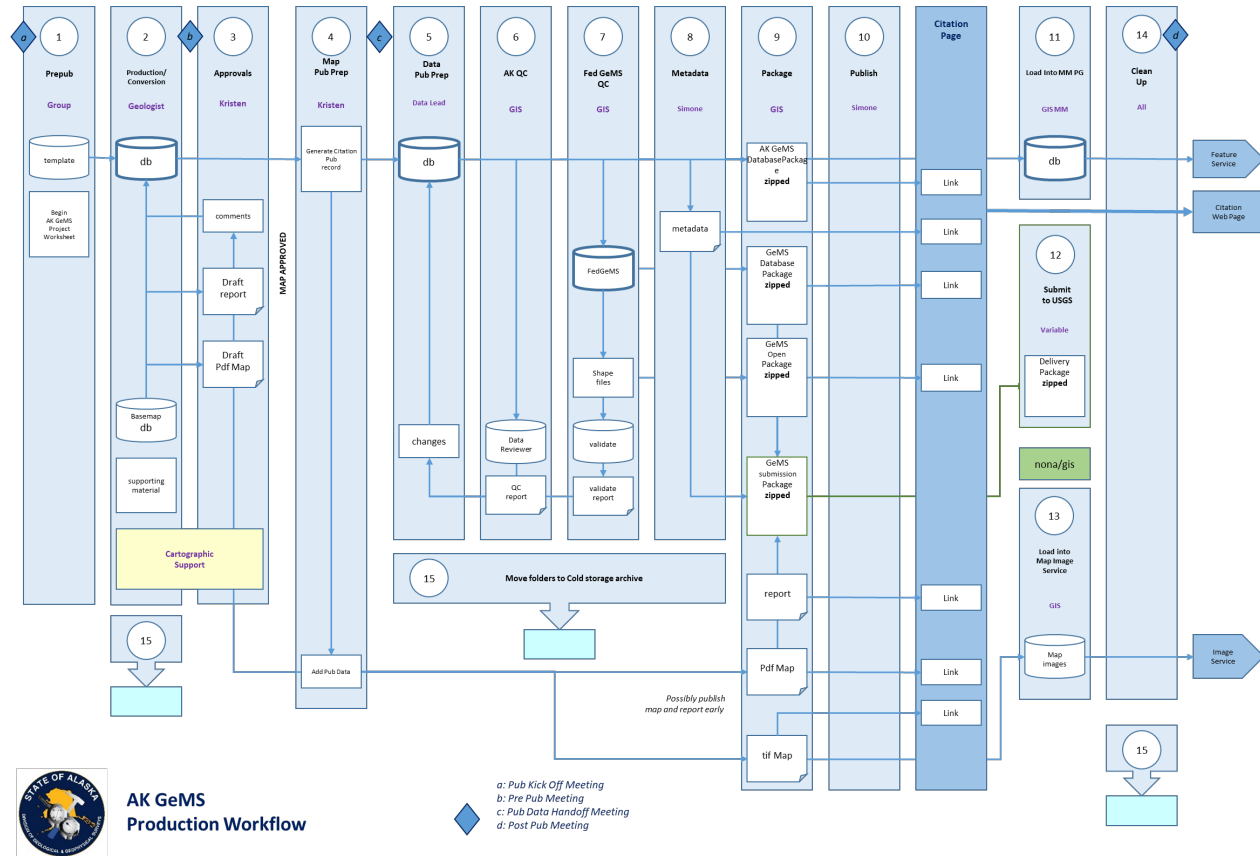 a
1
Prepub
Group
template
Begin
AK GeMS
Project
Worksheet
2
Production/
Conversion
Geologist
db
Basemap
db
supporting
material
b
3
Approvals
Kristen
comments
Draft
report
Draft
Pdf Map
Cartographic
Support
MAP APPROVED
4
Map
Pub Prep
Kristen
Generate Citation
Pub
record
Add Pub Data
c
5
Data
Pub Prep
Data Lead
db
changes
6
AK QC
GIS
Data
Reviewer
QC
report
7
Fed GeMS
QC
GIS
FedGeMS
Shape
files
validate
validate
report
8
Metadata
Simone
metadata
9
Package
GIS
AK GeMS
DatabasePackag
e
zipped
GeMS
Database
Package
zipped
GeMS
Open
Package
zipped
GeMS
submission
Package
zipped
report
Pdf Map
tif Map
10
Publish
Simone
Citation
Page
Link
Link
Link
Link
Link
Link
Link
11
Load Into MM PG
GIS MM
db
12
Submit
to USGS
Variable
Delivery
Package
zipped
nona/gis
13
Load into
Map Image
Service
GIS
Map
images
14
d
Clean
Up
All
Feature
Service
Citation
Web Page
Image
Service
15
Move folders to Cold storage archive
15
15
Possibly publish
map and report early
STATE OF ALASKA
DIVISION OF GEOLOGICAL & GEOPHYSICAL SURVEYS
AK GeMS
Production Workflow
a: Pub Kick Off Meeting
b: Pre Pub Meeting
c: Pub Data Handoff Meeting
d: Post Pub Meeting